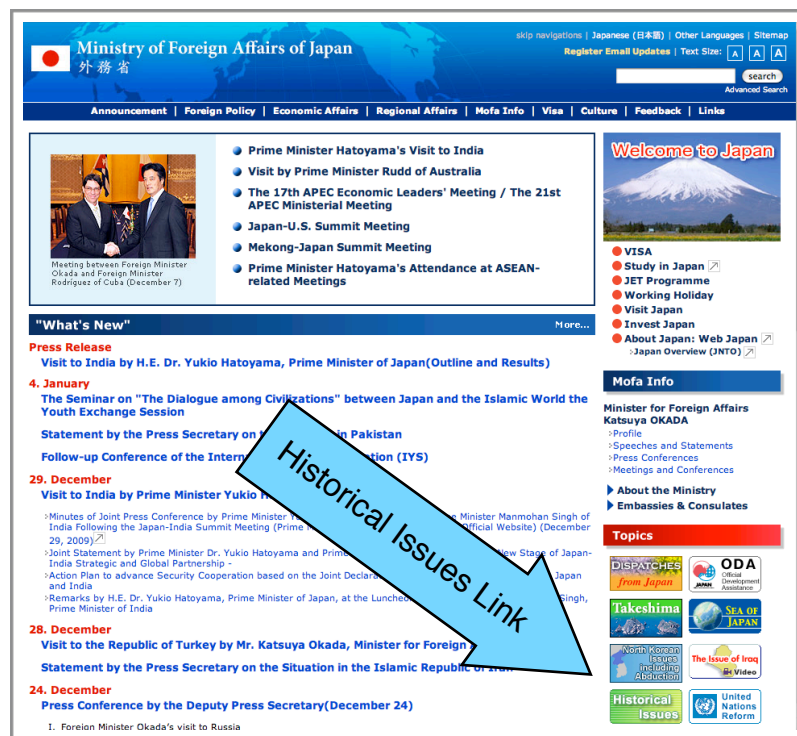 skip navigations | Japanese (日本語) | Other Languages | Sitemap
Ministry of Foreign Affairs of Japan
外務省
Register Email Updates | Text Size: A A A
search
Advanced Search
Announcement | Foreign Policy | Economic Affairs | Regional Affairs | Mofa Info | Visa | Culture | Feedback | Links
Meeting between Foreign Minister
Okada and Foreign Minister
Rodríguez of Cuba (December 7)
Prime Minister Hatoyama's Visit to India
Visit by Prime Minister Rudd of Australia
The 17th APEC Economic Leaders' Meeting / The 21st
APEC Ministerial Meeting
Japan-U.S. Summit Meeting
Mekong-Japan Summit Meeting
Prime Minister Hatoyama's Attendance at ASEAN-
related Meetings
"What's New"
More...
Press Release
Visit to India by H.E. Dr. Yukio Hatoyama, Prime Minister of Japan(Outline and Results)
4. January
The Seminar on "The Dialogue among Civilizations" between Japan and the Islamic World the
Youth Exchange Session
Statement by the Press Secretary on in Pakistan
Follow-up Conference of the (IYS)
29. December
Visit to India by Prime Minister Yukio
>Minutes of Joint Press Conference by Prime Minister Minister Manmohan Singh of
India Following the Japan-India Summit Meeting (Prime Official Website) (December
29, 2009)
>Joint Statement by Prime Minister Dr. Yukio Hatoyama and New Stage of Japan-
India Strategic and Global Partnership -
>Action Plan to advance Security Cooperation based on the Joint Japan
and India
>Remarks by H.E. Dr. Yukio Hatoyama, Prime Minister of Japan, at the Singh,
Prime Minister of India
28. December
Visit to the Republic of Turkey by Mr. Katsuya Okada, Minister for Foreign
Statement by the Press Secretary on the Situation in the Islamic Republic of
24. December
Press Conference by the Deputy Press Secretary(December 24)
I. Foreign Minister Okada's visit to Russia
Historical Issues Link
Welcome to Japan
VISA
Study in Japan
JET Programme
Working Holiday
Visit Japan
Invest Japan
About Japan: Web Japan
>Japan Overview (JNTO)
Mofa Info
Minister for Foreign Affairs
Katsuya OKADA
>Profile
>Speeches and Statements
>Press Conferences
>Meetings and Conferences
About the Ministry
Embassies & Consulates
Topics
DISPATCHES
from Japan
JAPAN
ODA
Official
Development
Assistance
Takeshima
SEA OF
JAPAN
North Korean
Issues
including
Abduction
The Issue of Iraq
Video
Historical
Issues
United
Nations
Reform